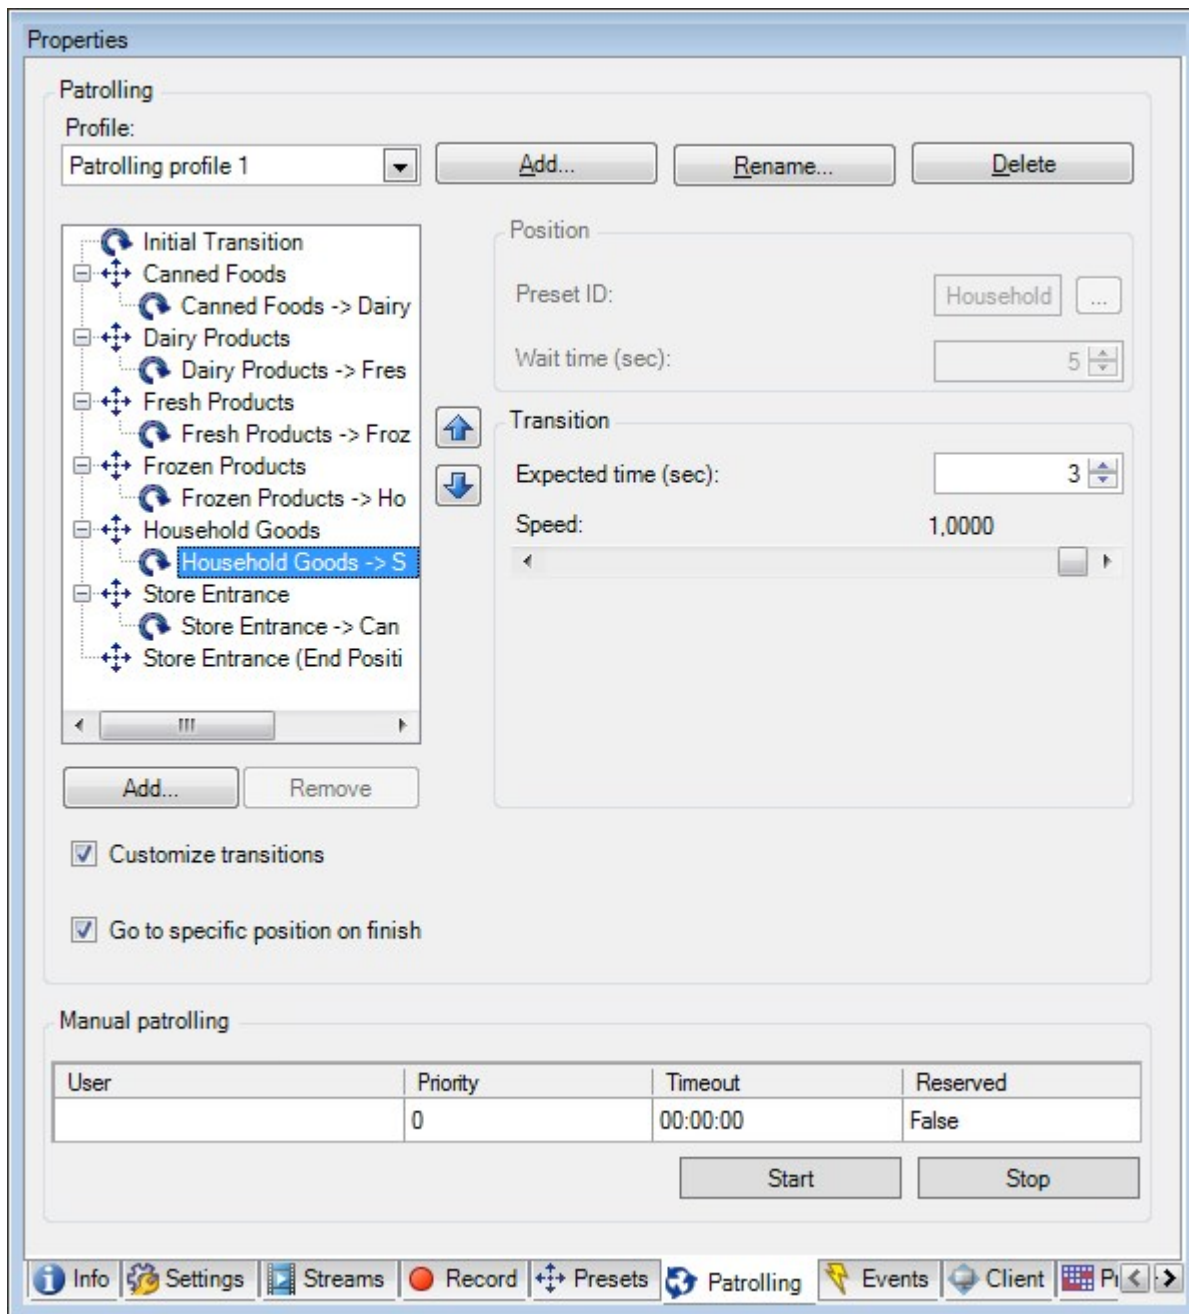 Properties
Patrolling
Profile:
Patrolling profile 1
Add...
Rename...
Delete
Initial Transition
Canned Foods
Canned Foods -> Dairy
Dairy Products
Dairy Products -> Fres
Fresh Products
Fresh Products -> Froz
Frozen Products
Frozen Products -> Ho
Household Goods
Household Goods -> S
Store Entrance
Store Entrance -> Can
Store Entrance (End Positi
Add...
Remove
Position
Preset ID:
Household
...
Wait time (sec):
5
Transition
Expected time (sec):
3
Speed:
1,0000
Customize transitions
Go to specific position on finish
Manual patrolling
User Priority Timeout Reserved
0 00:00:00 False
Start
Stop
Info Settings Streams Record Presets Patrolling Events Client